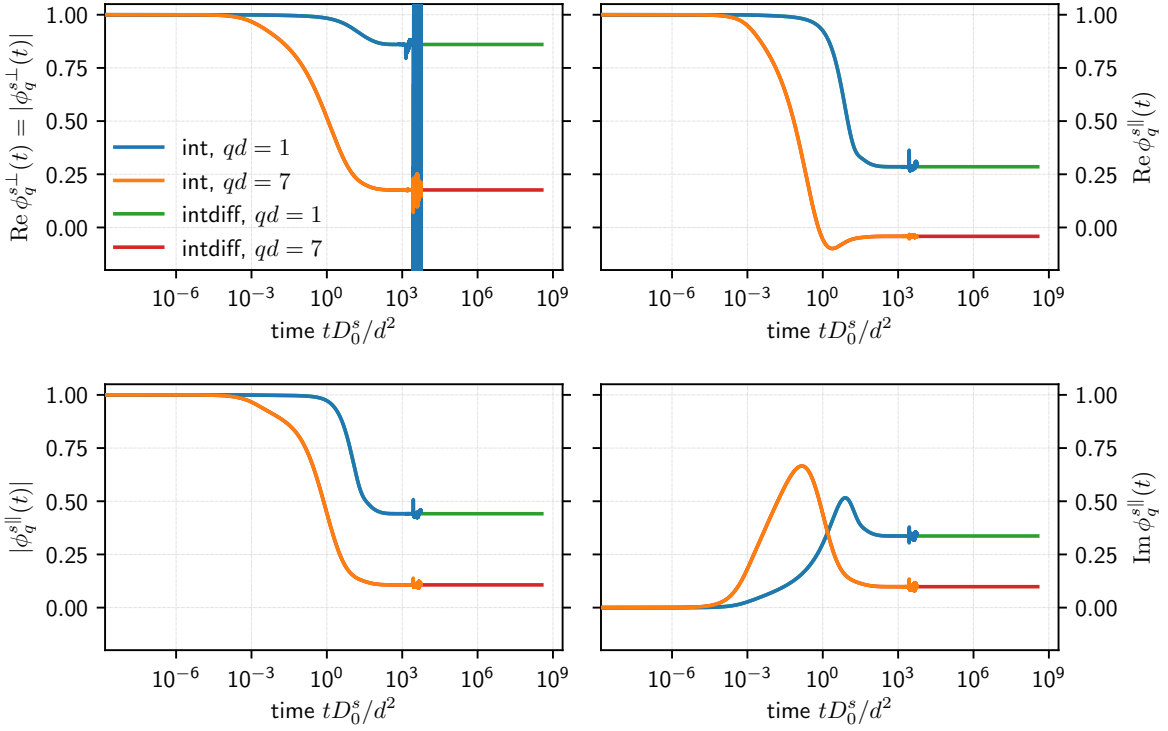 1.00
0.75
0.50
0.25
0.00
Re ϕ_q^{s⊥}(t) = |ϕ_q^{s⊥}(t)|
int, qd = 1
int, qd = 7
intdiff, qd = 1
intdiff, qd = 7
10^{−6} 10^{−3} 10^{0} 10^{3} 10^{6} 10^{9}
time tD_0^s/d^2
1.00
0.75
0.50
0.25
0.00
Re ϕ_q^{s∥}(t)
10^{−6} 10^{−3} 10^{0} 10^{3} 10^{6} 10^{9}
time tD_0^s/d^2
1.00
0.75
0.50
0.25
0.00
|ϕ_q^{s∥}(t)|
10^{−6} 10^{−3} 10^{0} 10^{3} 10^{6} 10^{9}
time tD_0^s/d^2
1.00
0.75
0.50
0.25
0.00
Im ϕ_q^{s∥}(t)
10^{−6} 10^{−3} 10^{0} 10^{3} 10^{6} 10^{9}
time tD_0^s/d^2